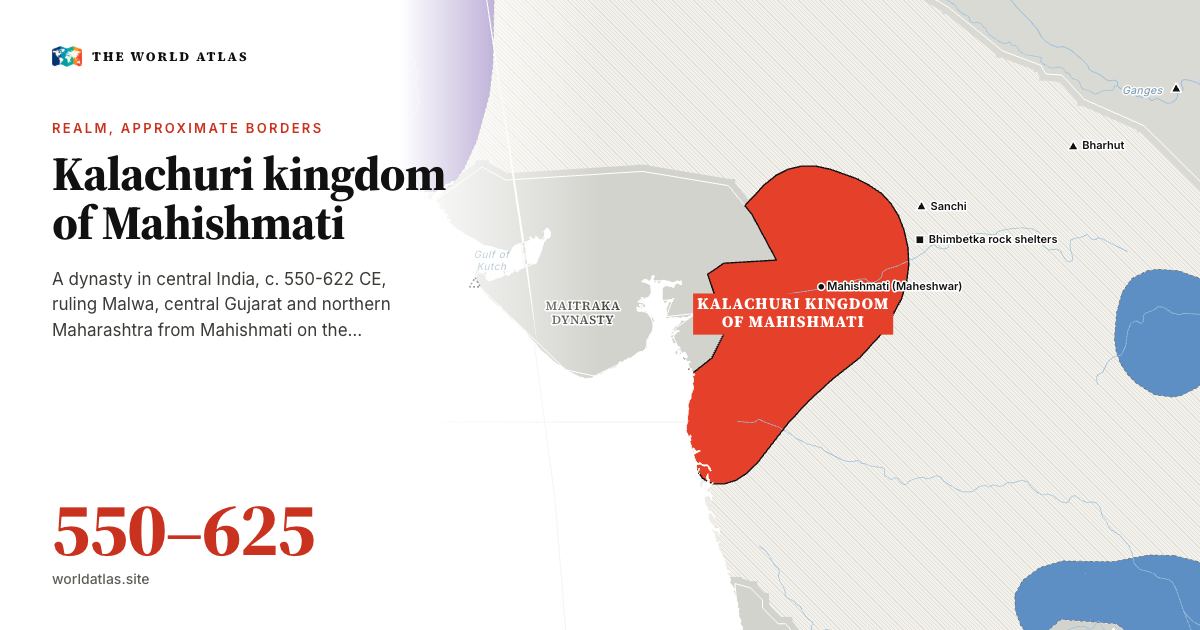 THE WORLD ATLAS
REALM, APPROXIMATE BORDERS
Kalachuri kingdom
of Mahishmati
A dynasty in central India, c. 550-622 CE,
ruling Malwa, central Gujarat and northern
Maharashtra from Mahishmati on the...
550–625
worldatlas.site
Ganges
Bharhut
Sanchi
Bhimbetka rock shelters
Gulf of
Kutch
Mahishmati (Maheshwar)
MAITRAKA
DYNASTY
KALACHURI KINGDOM
OF MAHISHMATI